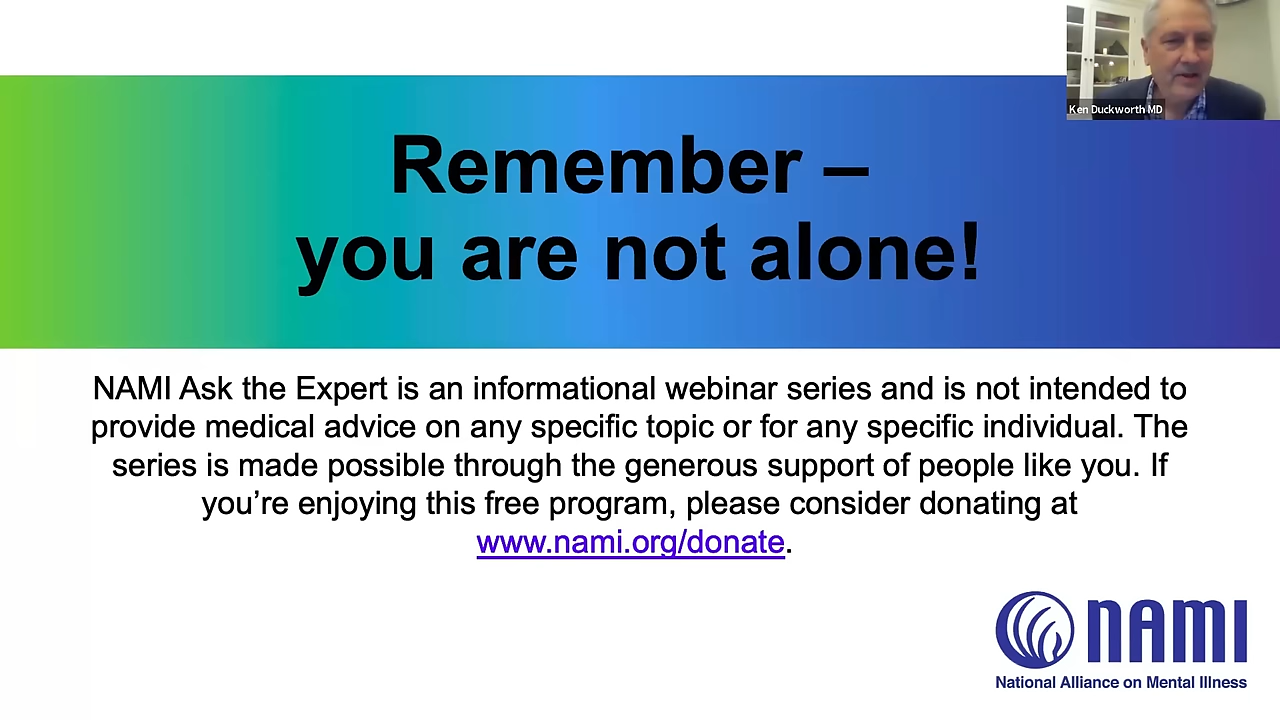 Ken Duckworth MD
Remember –
you are not alone!
NAMI Ask the Expert is an informational webinar series and is not intended to
provide medical advice on any specific topic or for any specific individual. The
series is made possible through the generous support of people like you. If
you’re enjoying this free program, please consider donating at
www.nami.org/donate.
NAMI
National Alliance on Mental Illness